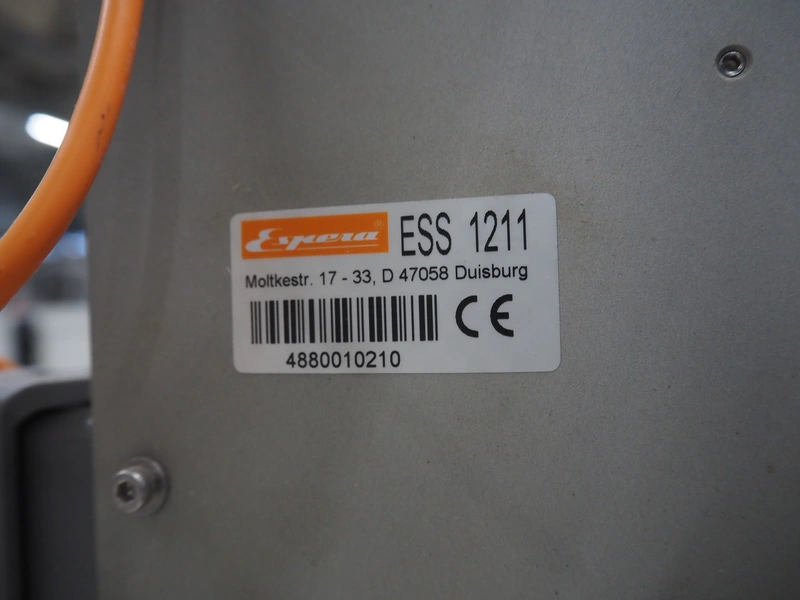 Espera® ESS 1211
Moltkestr. 17 - 33, D 47058 Duisburg
CE
4880010210